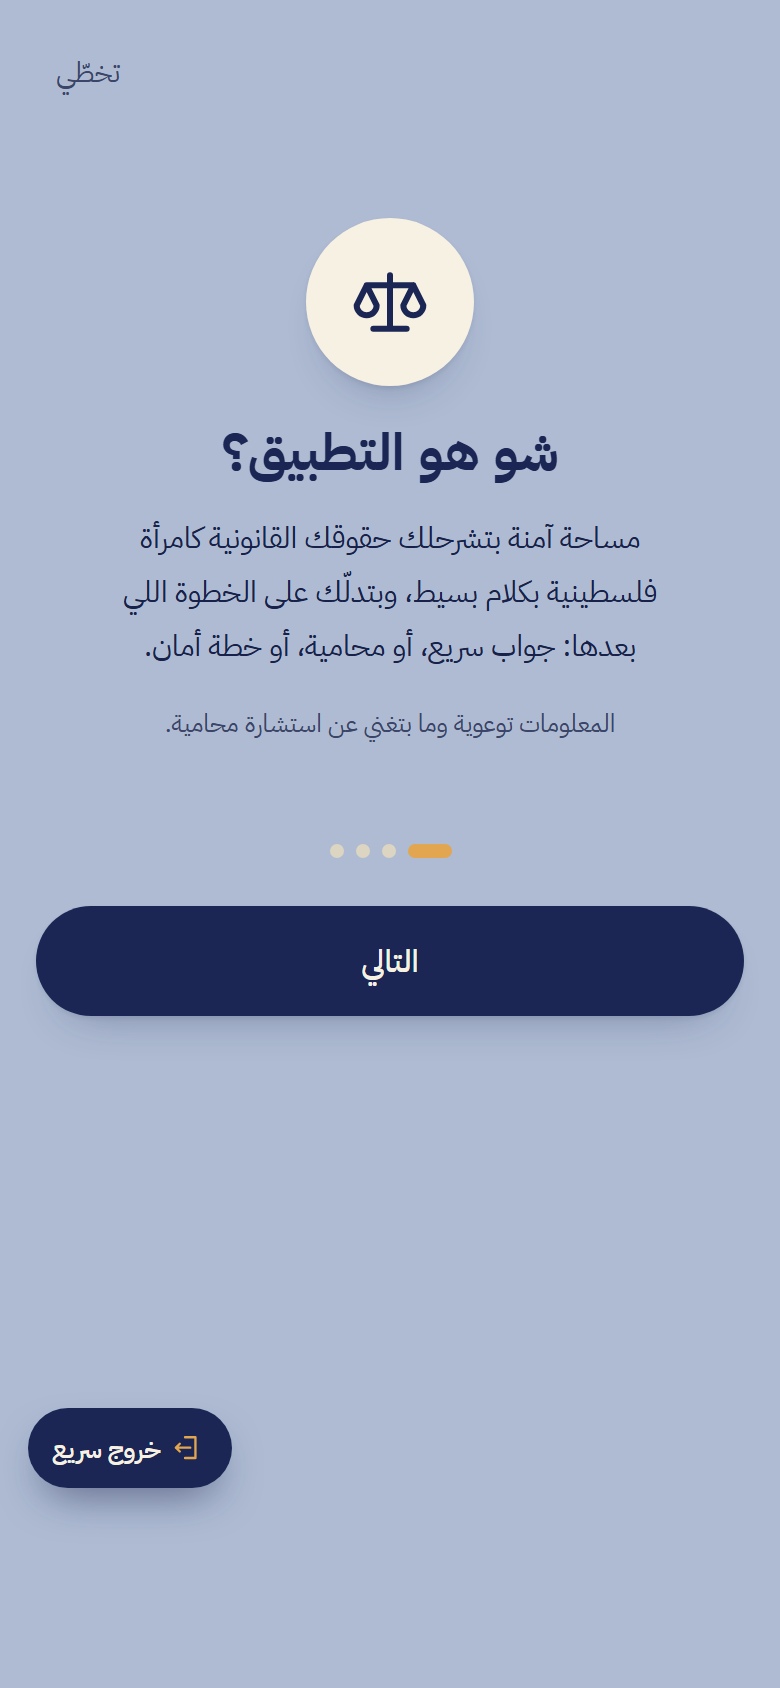 تخطّي
شو هو التطبيق؟
مساحة آمنة بتشرحلك حقوقك القانونية كامرأة
فلسطينية بكلام بسيط، وبتدلّك على الخطوة اللي
بعدها: جواب سريع، أو محامية، أو خطة أمان.
المعلومات توعوية وما بتغني عن استشارة محامية.
التالي
خروج سريع